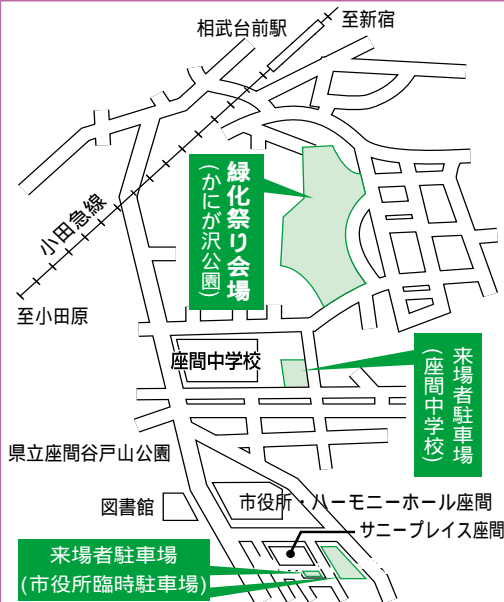 相武台前駅
至新宿
緑化祭り会場
(かにが沢公園)
小田急線
至小田原
座間中学校
来場者駐車場
(座間中学校)
県立座間谷戸山公園
図書館
市役所・ハーモニーホール座間
サニープレイス座間
来場者駐車場
(市役所臨時駐車場)